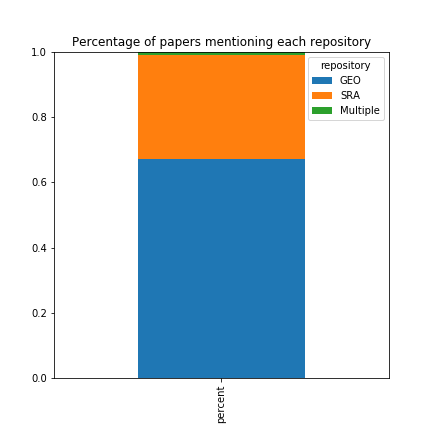 Percentage of papers mentioning each repository
repository
GEO
SRA
Multiple
1.0
0.8
0.6
0.4
0.2
0.0
percent